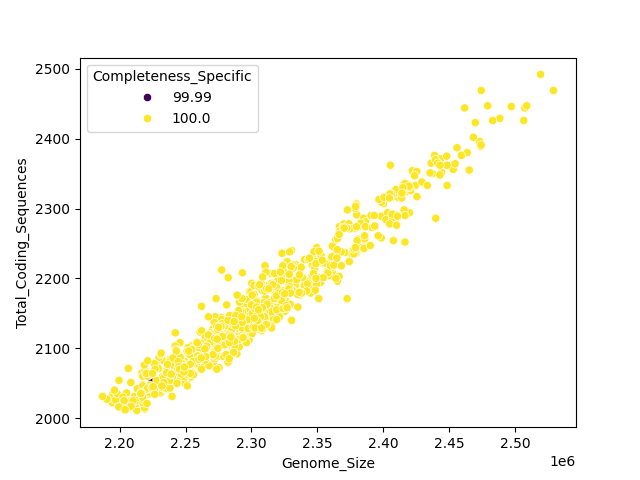 Completeness_Specific
99.99
100.0
2500
2400
2300
2200
2100
2000
Total_Coding_Sequences
2.20 2.25 2.30 2.35 2.40 2.45 2.50
1e6
Genome_Size